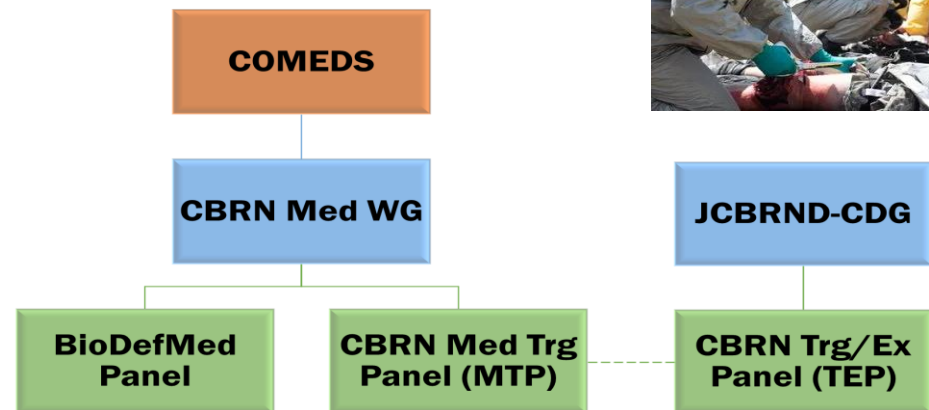 COMEDS
CBRN Med WG
JCBRND-CDG
BioDefMed
Panel
CBRN Med Trg
Panel (MTP)
CBRN Trg/Ex
Panel (TEP)